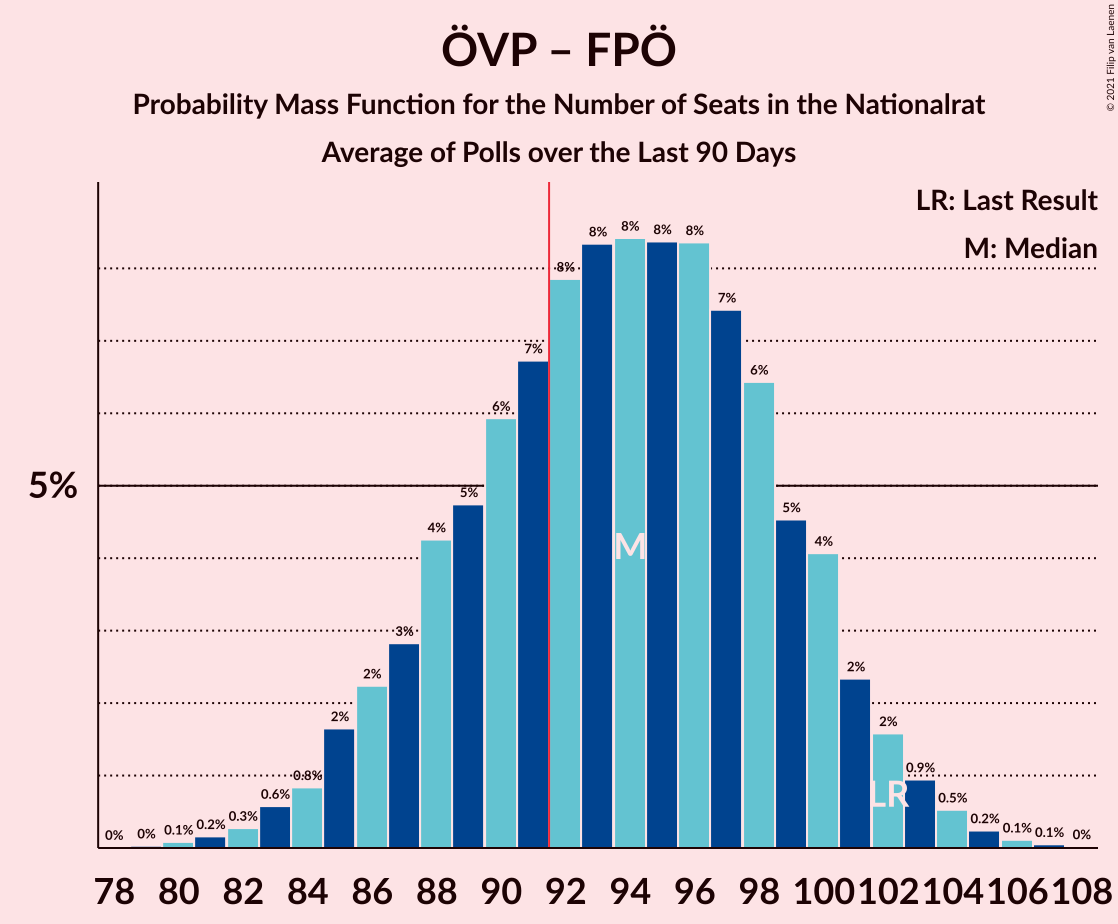 ÖVP – FPÖ
Probability Mass Function for the Number of Seats in the Nationalrat
Average of Polls over the Last 90 Days
© 2021 Filip van Laenen
LR: Last Result
M: Median
5%
0% 0% 0.1% 0.2% 0.3% 0.6% 0.8% 2% 2% 3% 4% 5% 6% 7% 8% 8% 8% 8% 8% 7% 6% 5% 4% 2% 2% 0.9% 0.5% 0.2% 0.1% 0.1% 0%
M
LR
78 80 82 84 86 88 90 92 94 96 98 100 102 104 106 108